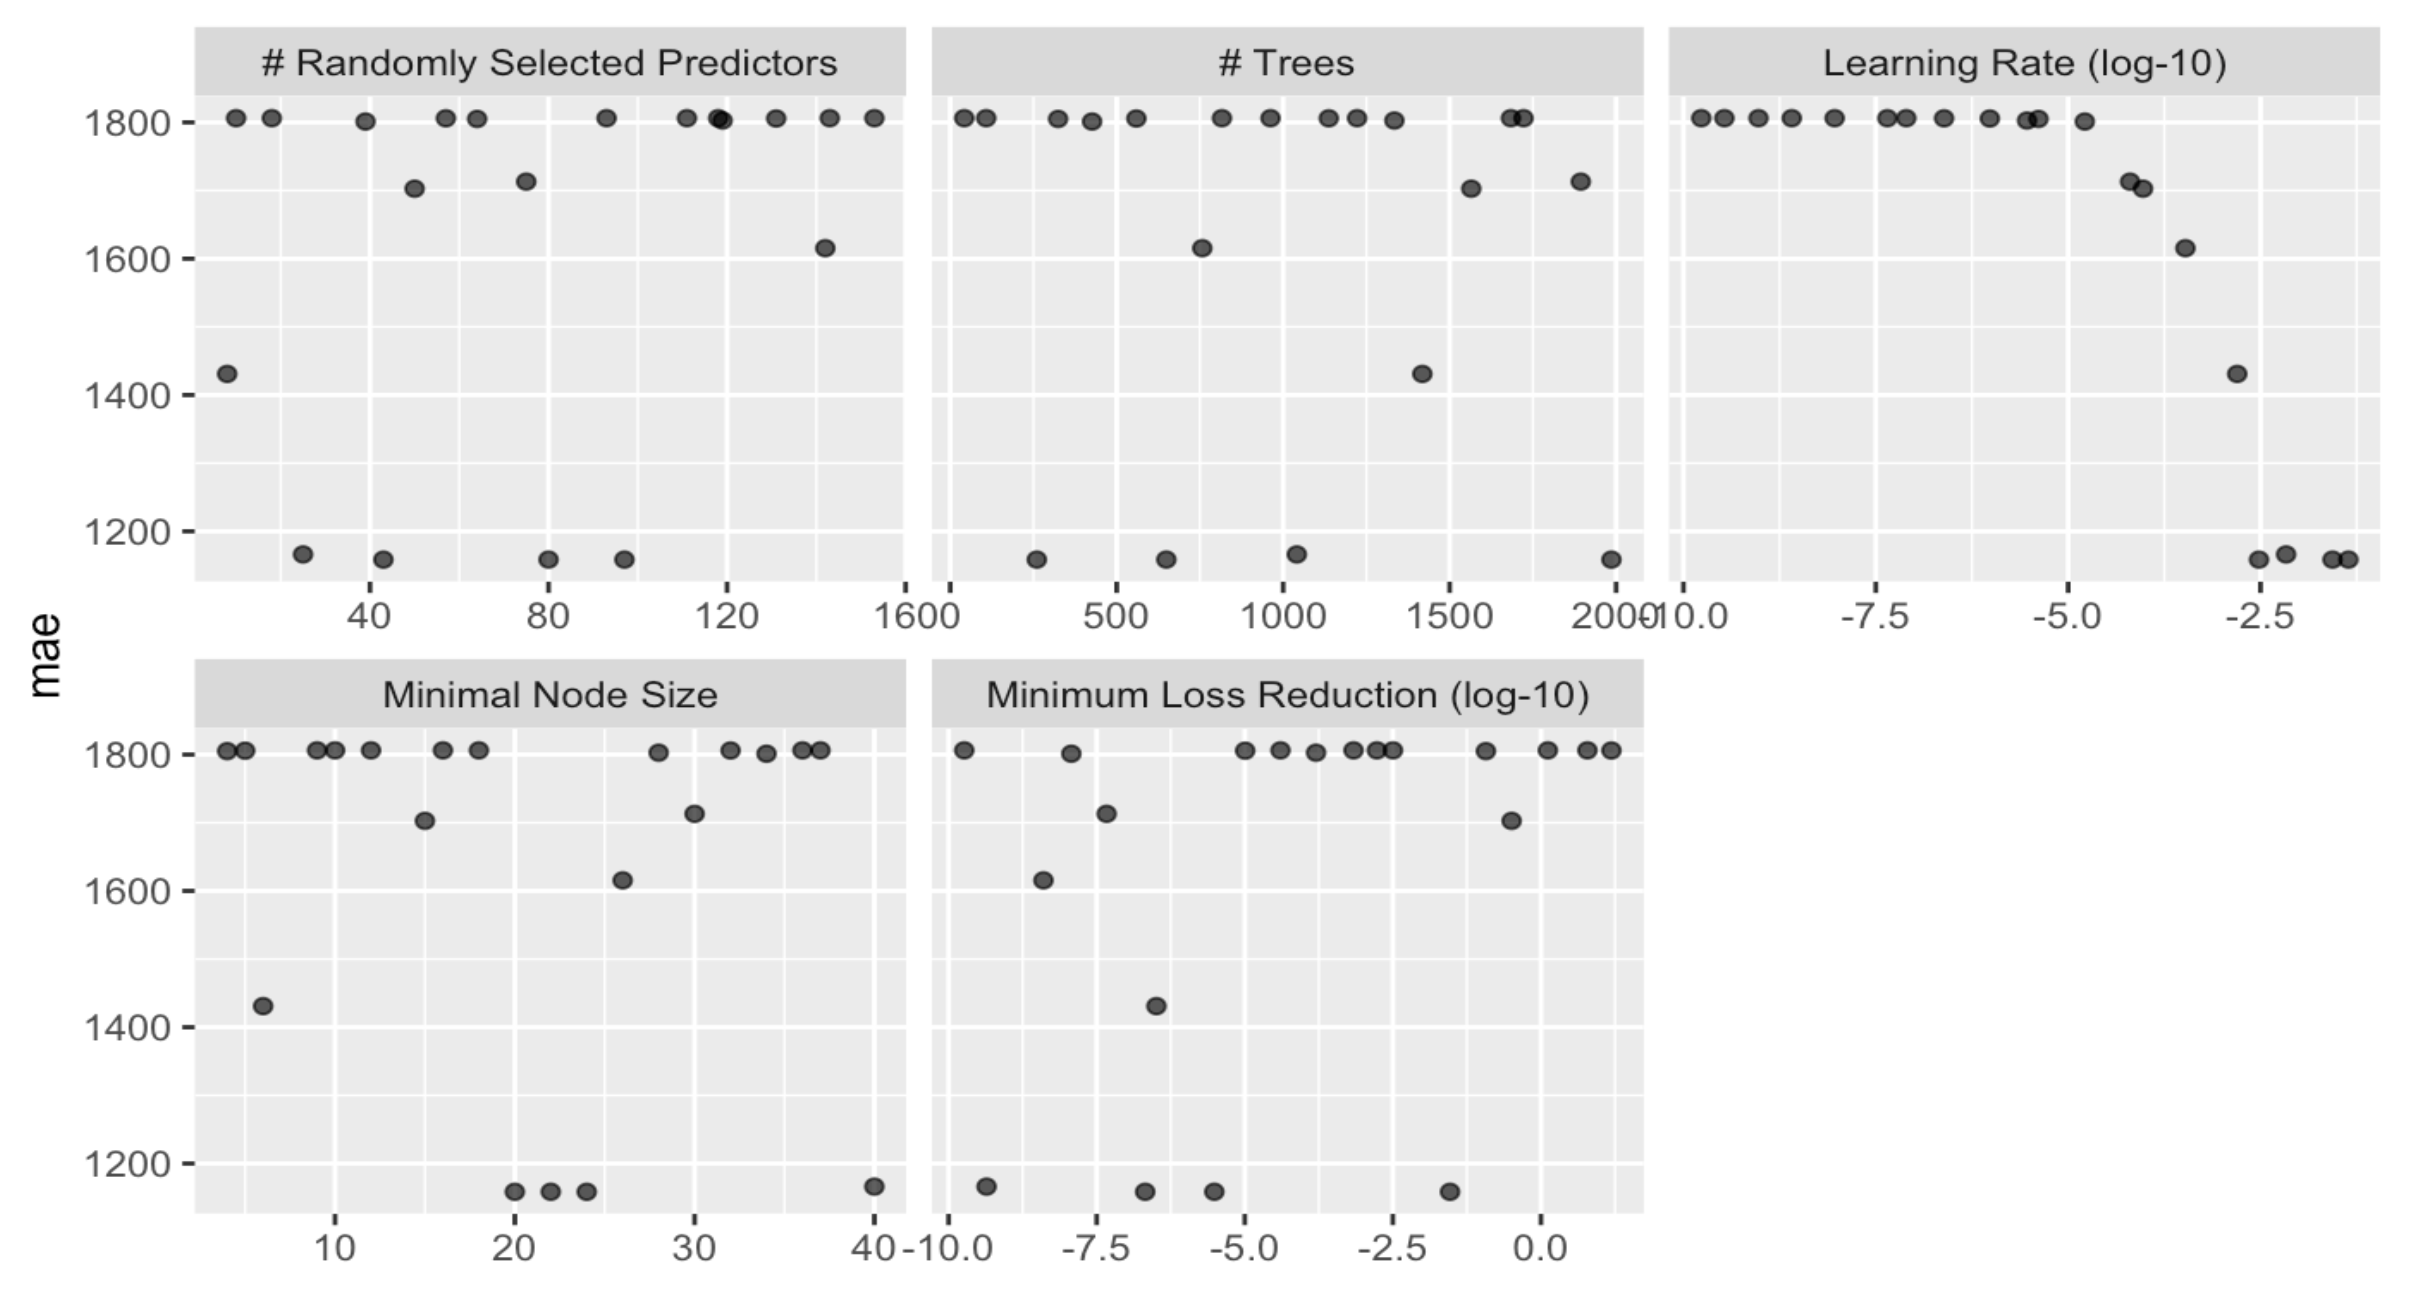 # Randomly Selected Predictors
# Trees
Learning Rate (log-10)
1800
1600
1400
1200
40 80 120 160
0 500 1000 1500 2000
-10.0 -7.5 -5.0 -2.5
mae
Minimal Node Size
Minimum Loss Reduction (log-10)
1800
1600
1400
1200
10 20 30 40
-10.0 -7.5 -5.0 -2.5 0.0